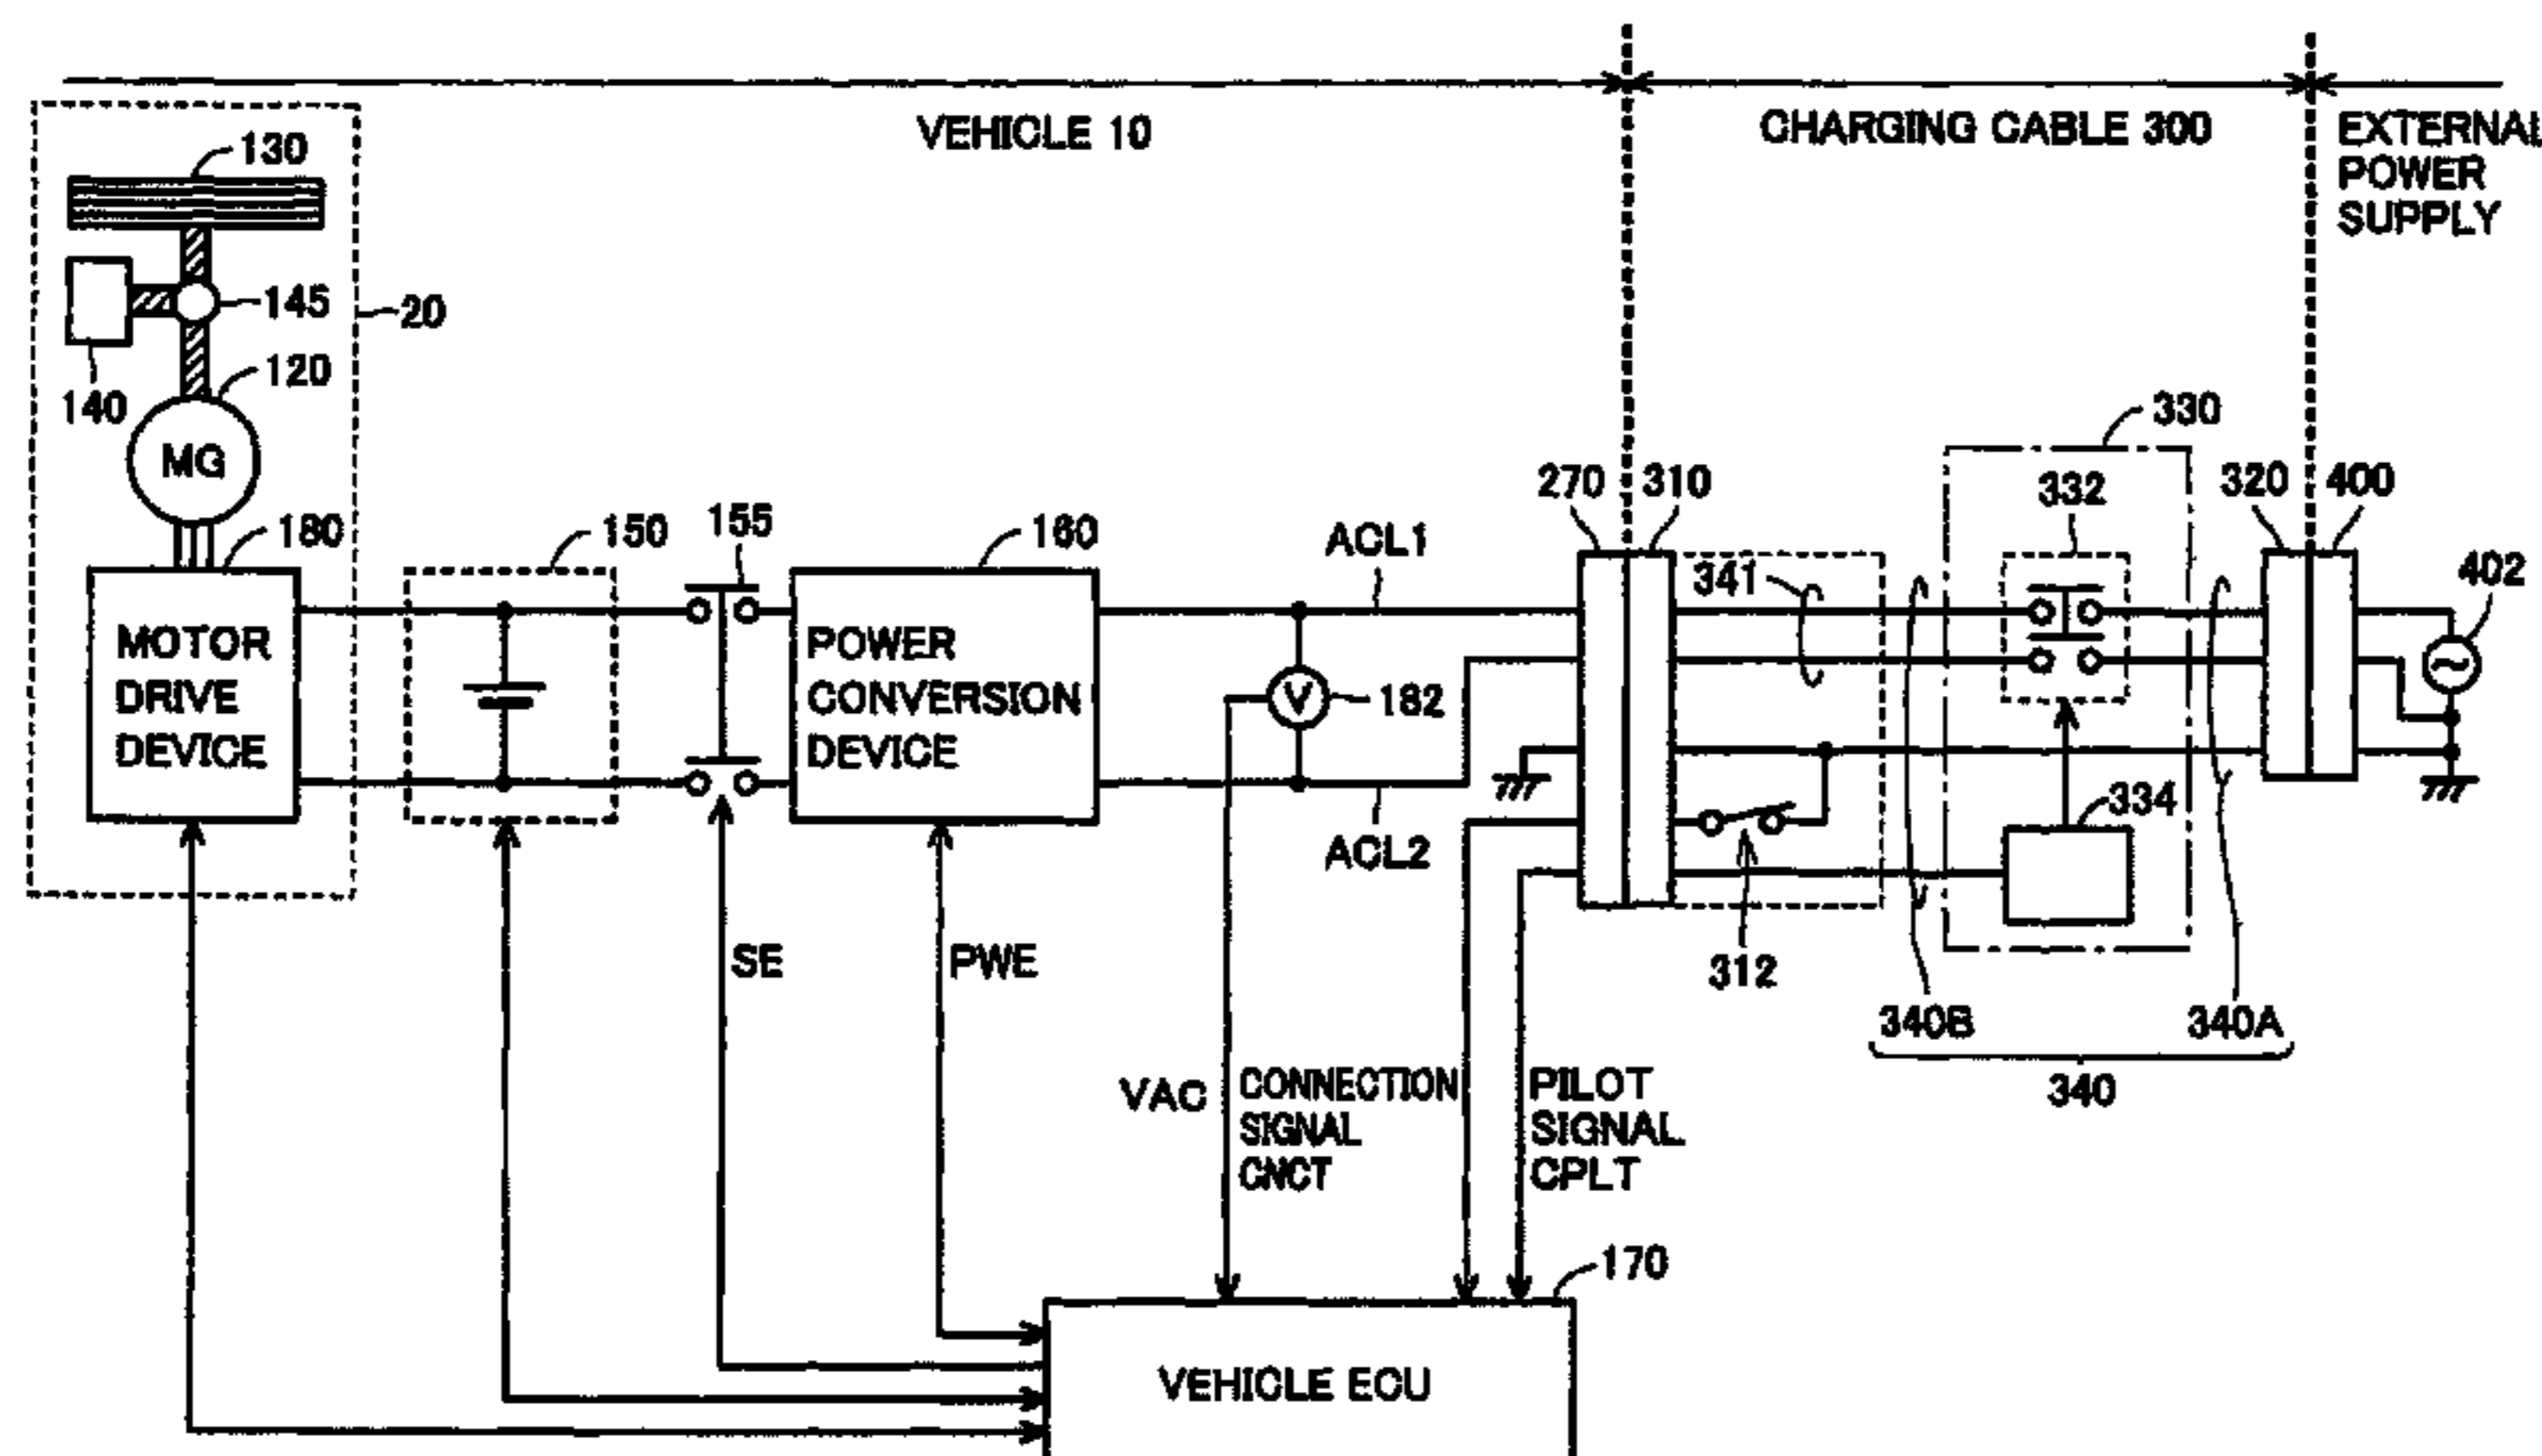 VEHICLE 10
CHARGING CABLE 300
EXTERNAL
POWER
SUPPLY
130
145
20
140
120
MG
180
150
155
160
ACL1
270
310
330
332
320
400
341
402
MOTOR
DRIVE
DEVICE
POWER
CONVERSION
DEVICE
V
182
ACL2
334
312
SE
PWE
340B
340A
340
VAC
CONNECTION
SIGNAL
CNCT
PILOT
SIGNAL
CPLT
170
VEHICLE ECU